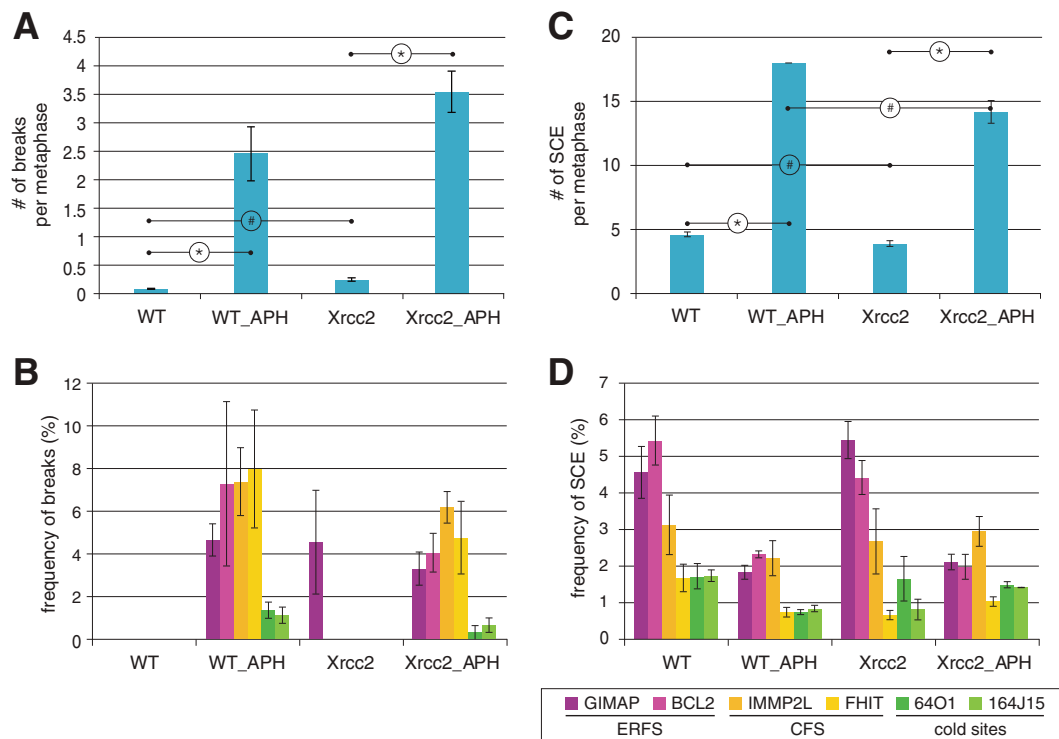 A
# of breaks
per metaphase
4.5
4
3.5
3
2.5
2
1.5
1
0.5
0
*
#
*
WT
WT_APH
Xrcc2
Xrcc2_APH
C
# of SCE
per metaphase
20
15
10
5
0
*
#
#
*
WT
WT_APH
Xrcc2
Xrcc2_APH
B
frequency of breaks (%)
12
10
8
6
4
2
0
WT
WT_APH
Xrcc2
Xrcc2_APH
D
frequency of SCE (%)
7
6
5
4
3
2
1
0
WT
WT_APH
Xrcc2
Xrcc2_APH
GIMAP BCL2 IMMP2L FHIT 64O1 164J15
ERFS CFS cold sites